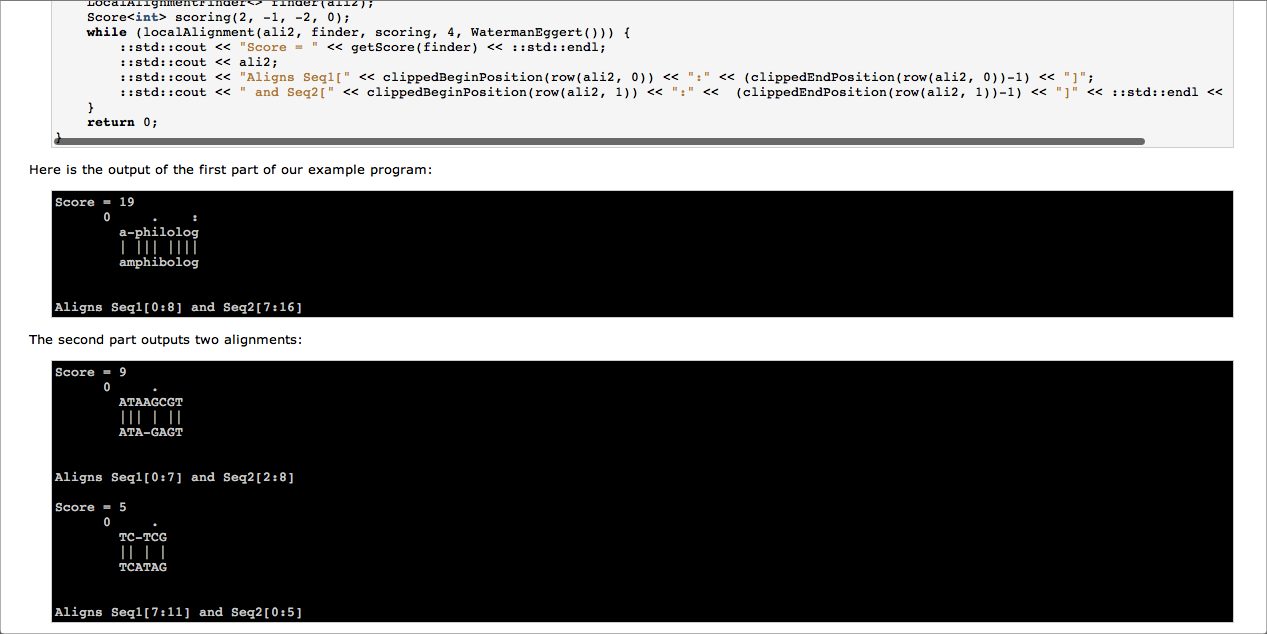 LocalAlignmentFinder<> finder(ali2);
Score<int> scoring(2, -1, -2, 0);
while (localAlignment(ali2, finder, scoring, 4, WatermanEggert())) {
::std::cout << "Score = " << getScore(finder) << ::std::endl;
::std::cout << ali2;
::std::cout << "Aligns Seq1[" << clippedBeginPosition(row(ali2, 0)) << ":" << (clippedEndPosition(row(ali2, 0))-1) << "]";
::std::cout << " and Seq2[" << clippedBeginPosition(row(ali2, 1)) << ":" <<  (clippedEndPosition(row(ali2, 1))-1) << "]" << ::std::endl <<
}
return 0;
}
Here is the output of the first part of our example program:
Score = 19
0     .    :
a-philolog
| ||| ||||
amphibolog
Aligns Seq1[0:8] and Seq2[7:16]
The second part outputs two alignments:
Score = 9
0     .
ATAAGCGT
||| | ||
ATA-GAGT
Aligns Seq1[0:7] and Seq2[2:8]
Score = 5
0     .
TC-TCG
|| | |
TCATAG
Aligns Seq1[7:11] and Seq2[0:5]